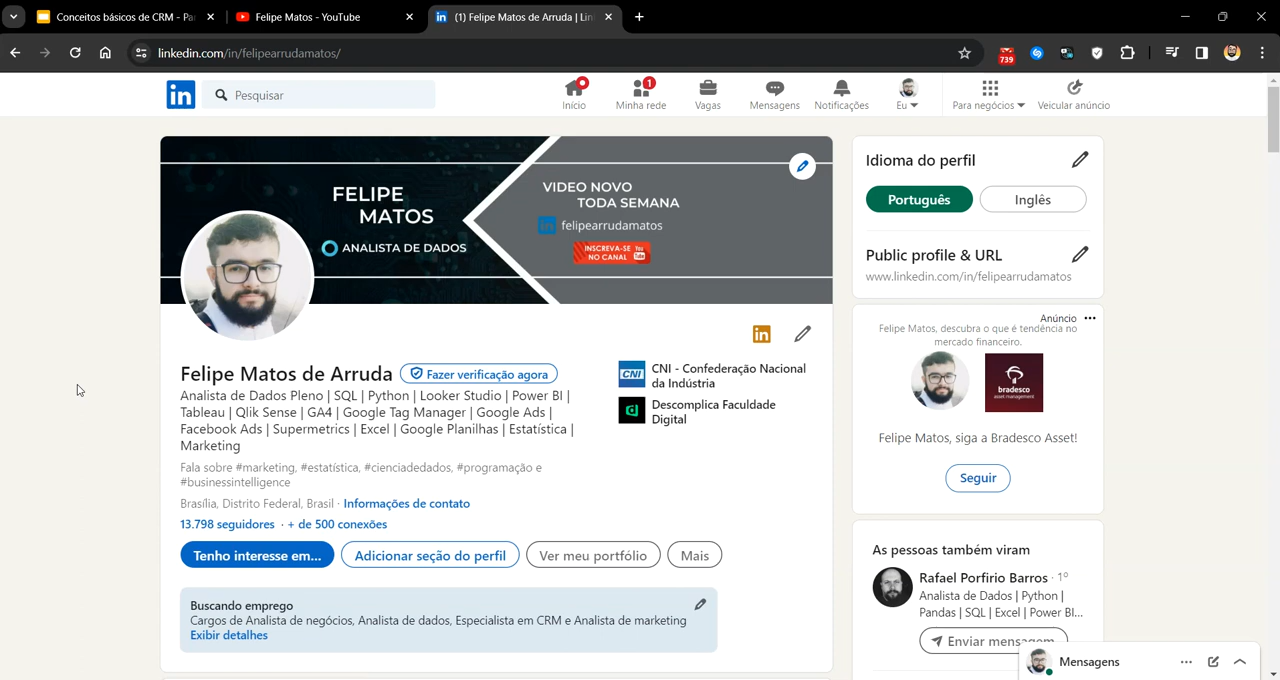 Conceitos básicos de CRM - Pa
Felipe Matos - YouTube
(1) Felipe Matos de Arruda | Lin
linkedin.com/in/felipearrudamatos/
739
in
Pesquisar
Início
1
Minha rede
Vagas
Mensagens
Notificações
Eu
Para negócios
Veicular anúncio
FELIPE
MATOS
ANALISTA DE DADOS
VIDEO NOVO
TODA SEMANA
in felipearrudamatos
INSCREVA-SE
NO CANAL
You
Tube
in
Felipe Matos de Arruda
Fazer verificação agora
Analista de Dados Pleno | SQL | Python | Looker Studio | Power BI |
Tableau | Qlik Sense | GA4 | Google Tag Manager | Google Ads |
Facebook Ads | Supermetrics | Excel | Google Planilhas | Estatística |
Marketing
Fala sobre #marketing, #estatística, #cienciadedados, #programação e
#businessintelligence
Brasília, Distrito Federal, Brasil · Informações de contato
13.798 seguidores · + de 500 conexões
Tenho interesse em...
Adicionar seção do perfil
Ver meu portfólio
Mais
Buscando emprego
Cargos de Analista de negócios, Analista de dados, Especialista em CRM e Analista de marketing
Exibir detalhes
CNI
CNI - Confederação Nacional
da Indústria
d
Descomplica Faculdade
Digital
Idioma do perfil
Português
Inglês
Public profile & URL
www.linkedin.com/in/felipearrudamatos
Anúncio
Felipe Matos, descubra o que é tendência no
mercado financeiro.
bradesco
asset management
Felipe Matos, siga a Bradesco Asset!
Seguir
As pessoas também viram
Rafael Porfirio Barros · 1º
Analista de Dados | Python |
Pandas | SQL | Excel | Power BI...
Enviar mensagem
Mensagens